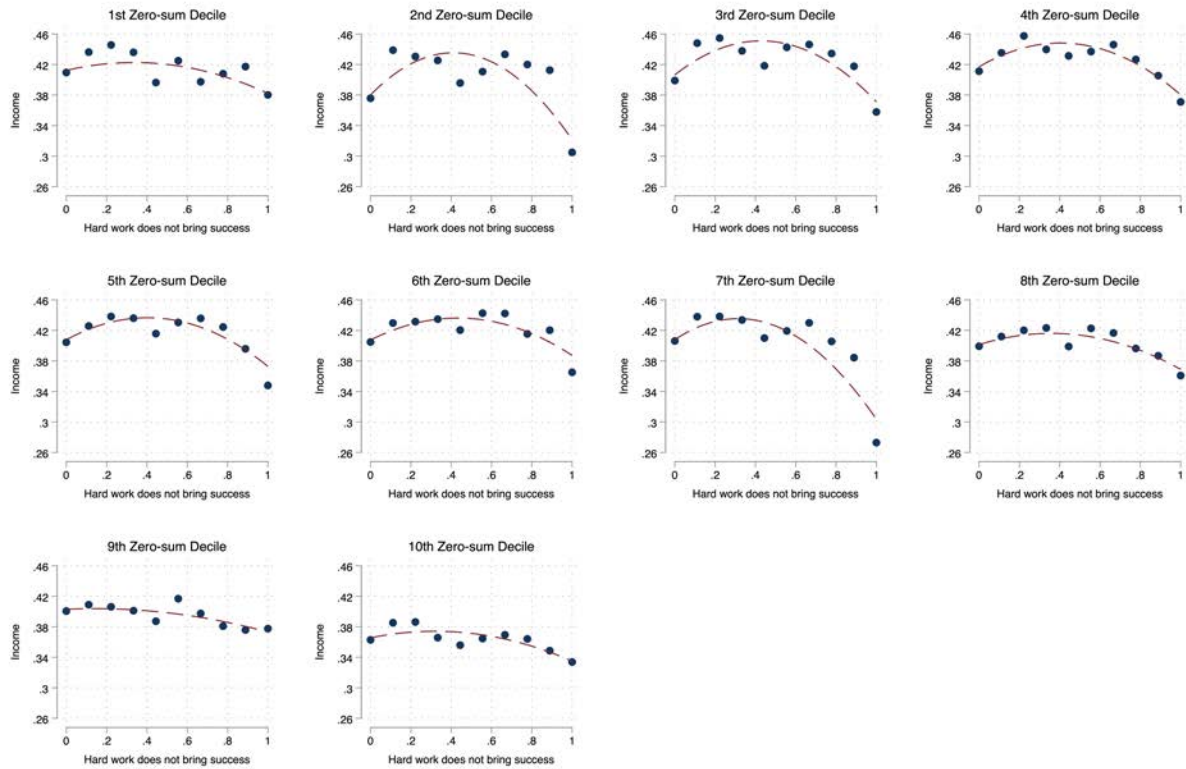 1st Zero-sum Decile
.46
.42
.38
.34
.3
.26
Income
0 .2 .4 .6 .8 1
Hard work does not bring success
2nd Zero-sum Decile
.46
.42
.38
.34
.3
.26
Income
0 .2 .4 .6 .8 1
Hard work does not bring success
3rd Zero-sum Decile
.46
.42
.38
.34
.3
.26
Income
0 .2 .4 .6 .8 1
Hard work does not bring success
4th Zero-sum Decile
.46
.42
.38
.34
.3
.26
Income
0 .2 .4 .6 .8 1
Hard work does not bring success
5th Zero-sum Decile
.46
.42
.38
.34
.3
.26
Income
0 .2 .4 .6 .8 1
Hard work does not bring success
6th Zero-sum Decile
.46
.42
.38
.34
.3
.26
Income
0 .2 .4 .6 .8 1
Hard work does not bring success
7th Zero-sum Decile
.46
.42
.38
.34
.3
.26
Income
0 .2 .4 .6 .8 1
Hard work does not bring success
8th Zero-sum Decile
.46
.42
.38
.34
.3
.26
Income
0 .2 .4 .6 .8 1
Hard work does not bring success
9th Zero-sum Decile
.46
.42
.38
.34
.3
.26
Income
0 .2 .4 .6 .8 1
Hard work does not bring success
10th Zero-sum Decile
.46
.42
.38
.34
.3
.26
Income
0 .2 .4 .6 .8 1
Hard work does not bring success